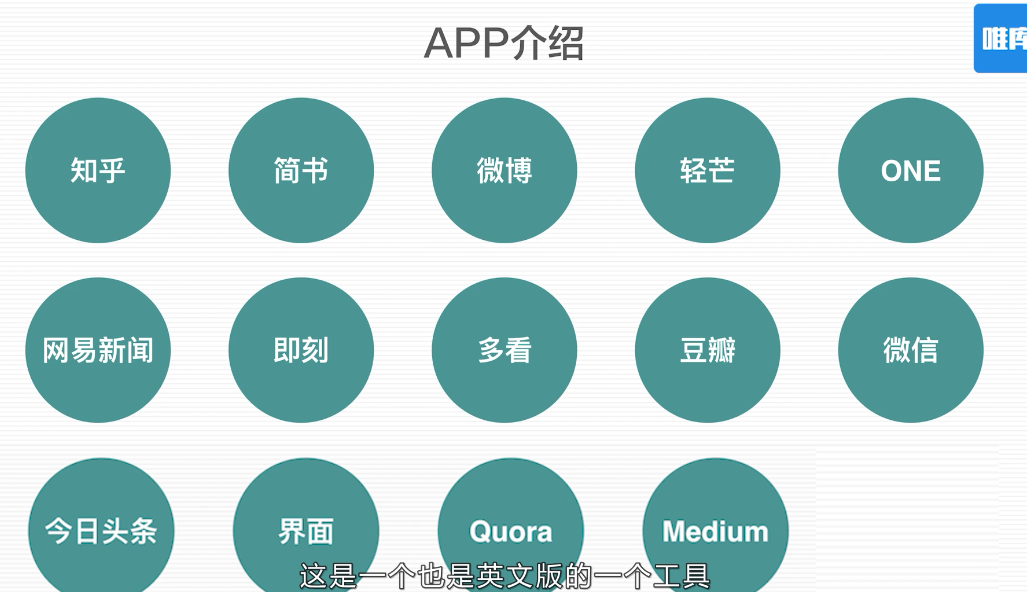 APP介绍
唯库
知乎
简书
微博
轻芒
ONE
网易新闻
即刻
多看
豆瓣
微信
今日头条
界面
Quora
Medium
这是一个也是英文版的一个工具